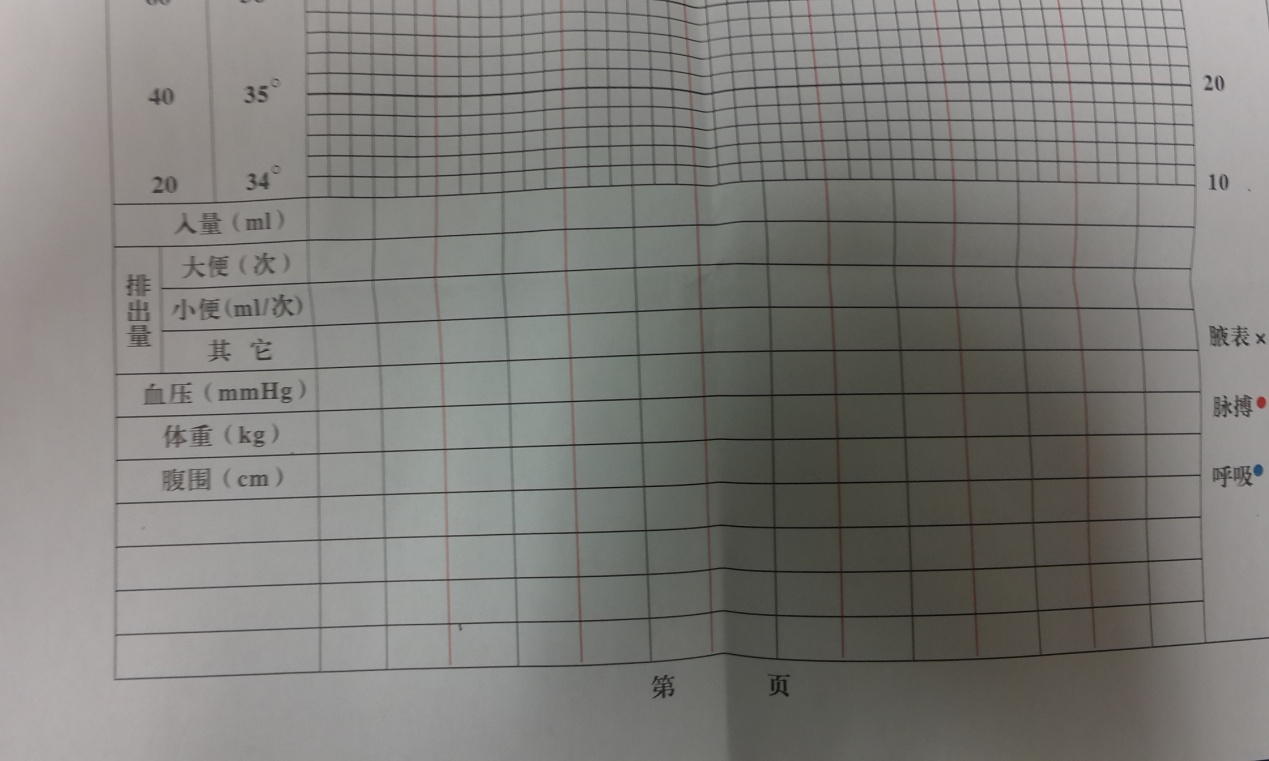 40 35° 20
20 34° 10
入量（ml）
排出量
大便（次）
小便(ml/次)
其 它
血压（mmHg）
体重（kg）
腹围（cm）
腋表×
脉搏●
呼吸●
第 页